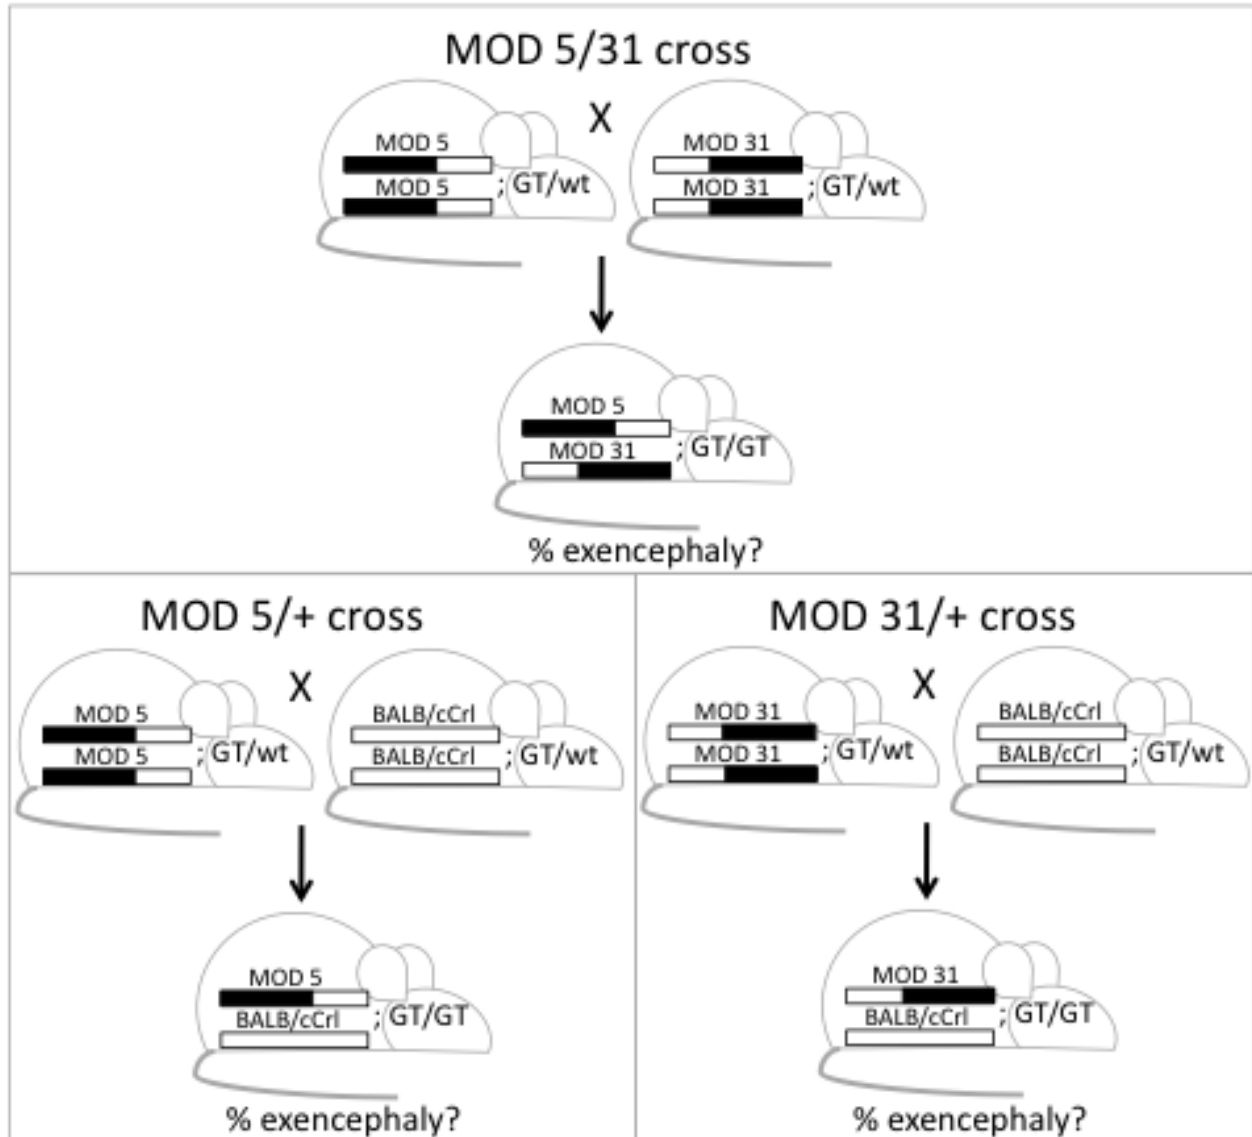 MOD 5/31 cross
X
MOD 5
MOD 5
; GT/wt
MOD 31
MOD 31
; GT/wt
MOD 5
MOD 31
; GT/GT
% exencephaly?
MOD 5/+ cross
X
MOD 5
MOD 5
; GT/wt
BALB/cCrl
BALB/cCrl
; GT/wt
MOD 5
BALB/cCrl
; GT/GT
% exencephaly?
MOD 31/+ cross
X
MOD 31
MOD 31
; GT/wt
BALB/cCrl
BALB/cCrl
; GT/wt
MOD 31
BALB/cCrl
; GT/GT
% exencephaly?